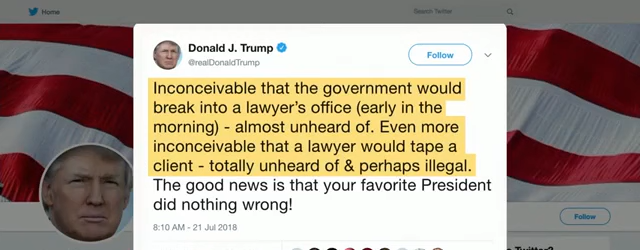 Home
Search Twitter
Donald J. Trump
@realDonaldTrump
Follow
Inconceivable that the government would
break into a lawyer's office (early in the
morning) - almost unheard of. Even more
inconceivable that a lawyer would tape a
client - totally unheard of & perhaps illegal.
The good news is that your favorite President
did nothing wrong!
8:10 AM - 21 Jul 2018
Follow
Twitter?